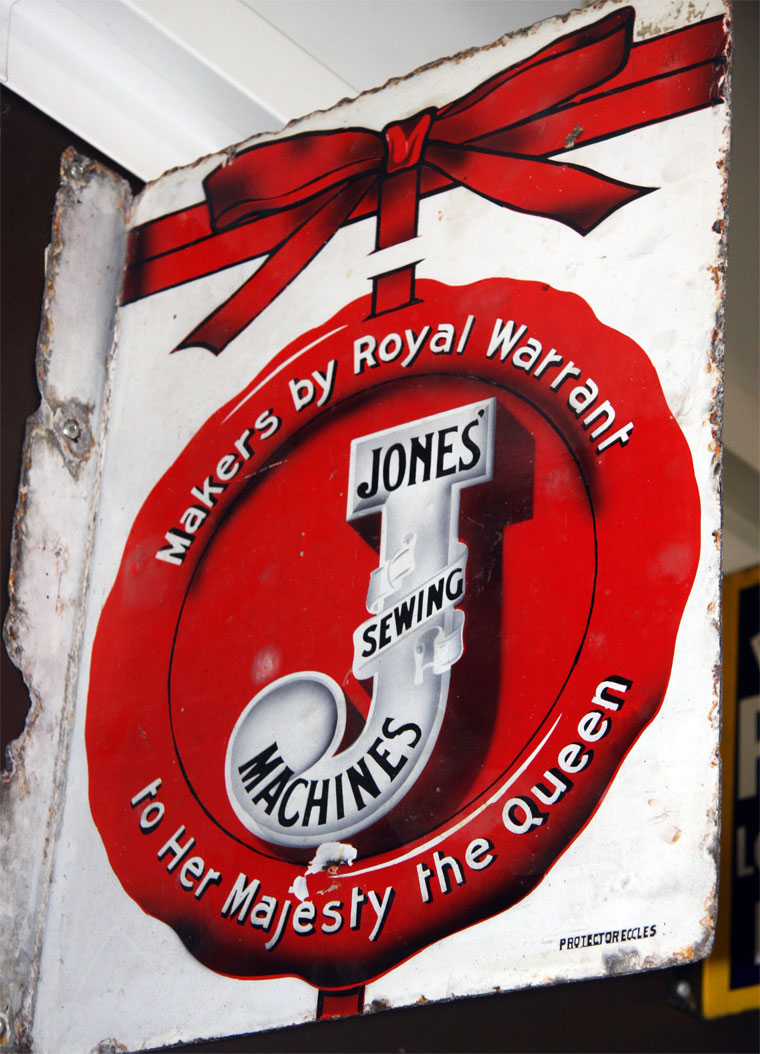 Makers by Royal Warrant
JONES'
SEWING
MACHINES
to Her Majesty the Queen
PROTECTOR ECCLES